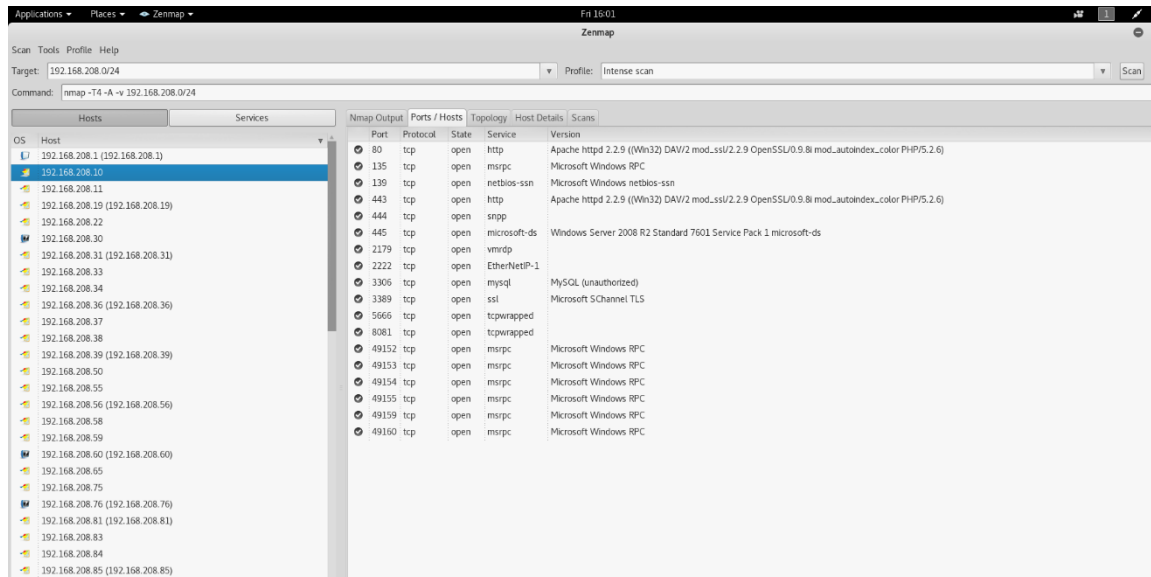 Applications Places Zenmap Fri 16:01 1
Zenmap
Scan Tools Profile Help
Target: 192.168.208.0/24 Profile: Intense scan Scan
Command: nmap -T4 -A -v 192.168.208.0/24
Hosts Services
OS Host
192.168.208.1 (192.168.208.1)
192.168.208.10
192.168.208.11
192.168.208.19 (192.168.208.19)
192.168.208.22
192.168.208.30
192.168.208.31 (192.168.208.31)
192.168.208.33
192.168.208.34
192.168.208.36 (192.168.208.36)
192.168.208.37
192.168.208.38
192.168.208.39 (192.168.208.39)
192.168.208.50
192.168.208.55
192.168.208.56 (192.168.208.56)
192.168.208.58
192.168.208.59
192.168.208.60 (192.168.208.60)
192.168.208.65
192.168.208.75
192.168.208.76 (192.168.208.76)
192.168.208.81 (192.168.208.81)
192.168.208.83
192.168.208.84
192.168.208.85 (192.168.208.85)
Nmap Output Ports / Hosts Topology Host Details Scans
Port Protocol State Service Version
80 tcp open http Apache httpd 2.2.9 ((Win32) DAV/2 mod_ssl/2.2.9 OpenSSL/0.9.8i mod_autoindex_color PHP/5.2.6)
135 tcp open msrpc Microsoft Windows RPC
139 tcp open netbios-ssn Microsoft Windows netbios-ssn
443 tcp open http Apache httpd 2.2.9 ((Win32) DAV/2 mod_ssl/2.2.9 OpenSSL/0.9.8i mod_autoindex_color PHP/5.2.6)
444 tcp open snpp
445 tcp open microsoft-ds Windows Server 2008 R2 Standard 7601 Service Pack 1 microsoft-ds
2179 tcp open vmrdp
2222 tcp open EtherNetIP-1
3306 tcp open mysql MySQL (unauthorized)
3389 tcp open ssl Microsoft SChannel TLS
5666 tcp open tcpwrapped
8081 tcp open tcpwrapped
49152 tcp open msrpc Microsoft Windows RPC
49153 tcp open msrpc Microsoft Windows RPC
49154 tcp open msrpc Microsoft Windows RPC
49155 tcp open msrpc Microsoft Windows RPC
49159 tcp open msrpc Microsoft Windows RPC
49160 tcp open msrpc Microsoft Windows RPC